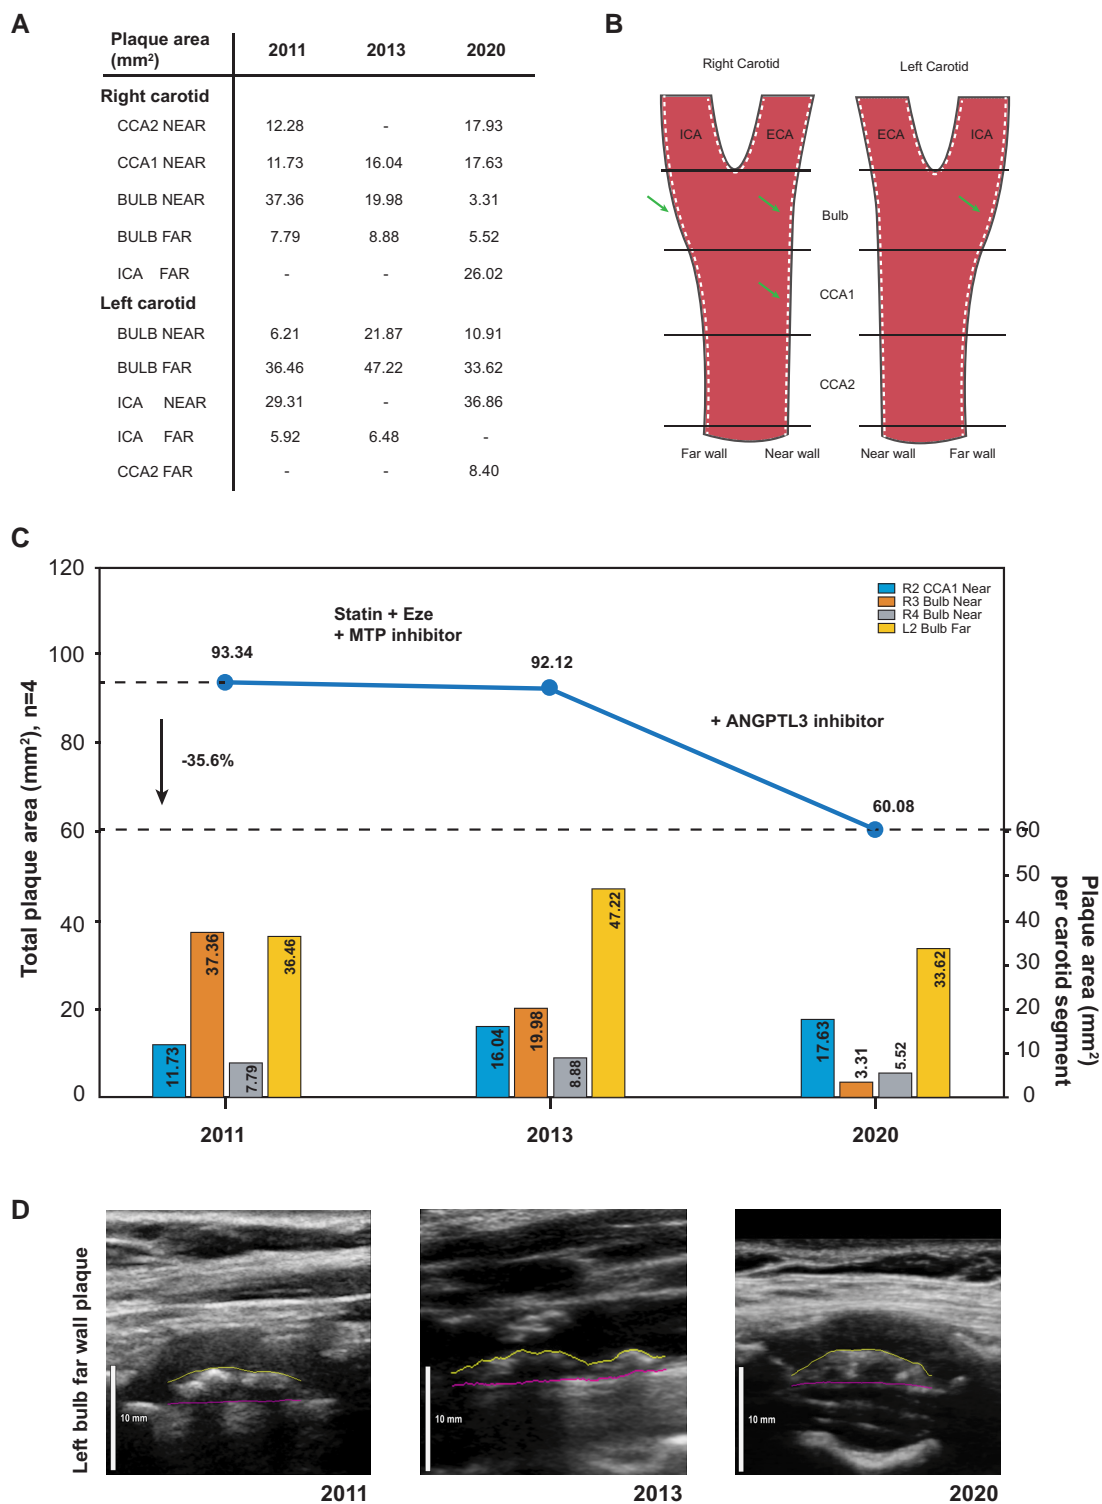 A
Plaque area (mm²) 2011 2013 2020
Right carotid
CCA2 NEAR 12.28 - 17.93
CCA1 NEAR 11.73 16.04 17.63
BULB NEAR 37.36 19.98 3.31
BULB FAR 7.79 8.88 5.52
ICA FAR - - 26.02
Left carotid
BULB NEAR 6.21 21.87 10.91
BULB FAR 36.46 47.22 33.62
ICA NEAR 29.31 - 36.86
ICA FAR 5.92 6.48 -
CCA2 FAR - - 8.40
B
Right Carotid Left Carotid
ICA ECA ECA ICA
Bulb
CCA1
CCA2
Far wall Near wall Near wall Far wall
C
Total plaque area (mm²), n=4
120
100
80
60
40
20
0
Statin + Eze
+ MTP inhibitor
93.34
92.12
+ ANGPTL3 inhibitor
-35.6%
60.08
R2 CCA1 Near
R3 Bulb Near
R4 Bulb Near
L2 Bulb Far
60
50
40
30
20
10
0
Plaque area (mm²)
per carotid segment
11.73 37.36 7.79 36.46
16.04 19.98 8.88 47.22
17.63 3.31 5.52 33.62
2011 2013 2020
D
Left bulb far wall plaque
10 mm 10 mm 10 mm
2011 2013 2020